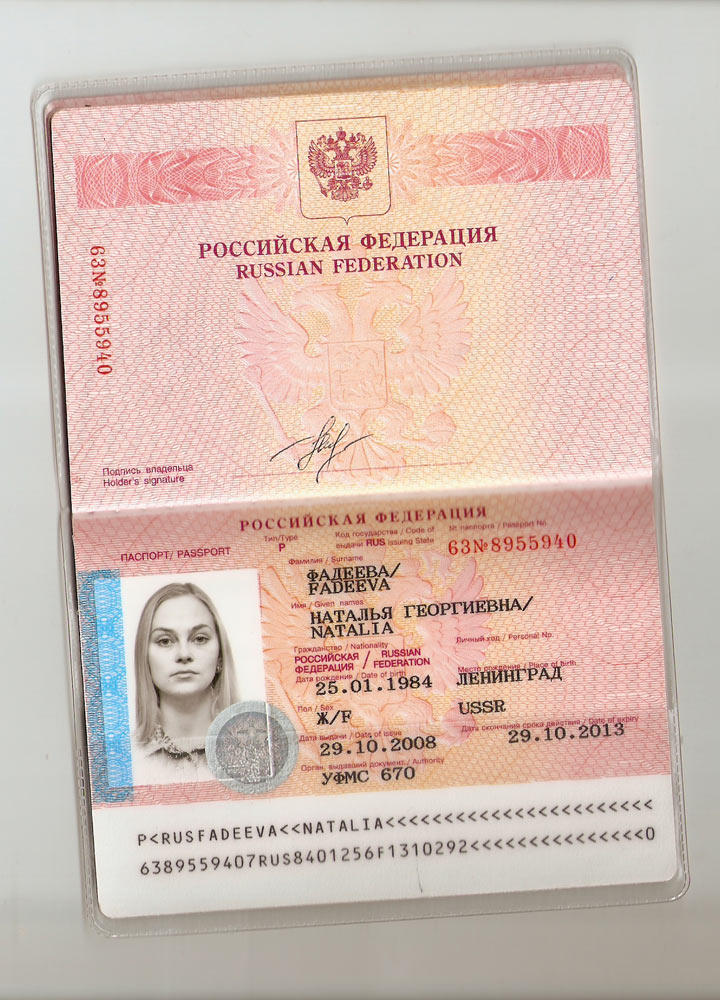 РОССИЙСКАЯ ФЕДЕРАЦИЯ
RUSSIAN FEDERATION
63№8955940
Подпись владельца
Holder's signature
РОССИЙСКАЯ ФЕДЕРАЦИЯ
ПАСПОРТ/ PASSPORT
Тип/Type
P
Код государства / Code of
выдачи RUS issuing State
№ паспорта / Passport No.
63№8955940
Фамилия / Surname
ФАДЕЕВА/
FADEEVA
Имя / Given names
НАТАЛЬЯ ГЕОРГИЕВНА/
NATALIA
Гражданство / Nationality
РОССИЙСКАЯ / RUSSIAN
ФЕДЕРАЦИЯ / FEDERATION
Личный код / Personal No.
Дата рождения / Date of birth
25.01.1984
Место рождения / Place of birth
ЛЕНИНГРАД
USSR
Пол / Sex
Ж/F
Дата выдачи / Date of issue
29.10.2008
Дата окончания срока действия / Date of expiry
29.10.2013
Орган, выдавший документ / Authority
УФМС 670
P<RUSFADEEVA<<NATALIA<<<<<<<<<<<<<<<<<<<<<<<
6389559407RUS8401256F1310292<<<<<<<<<<<<<<<0